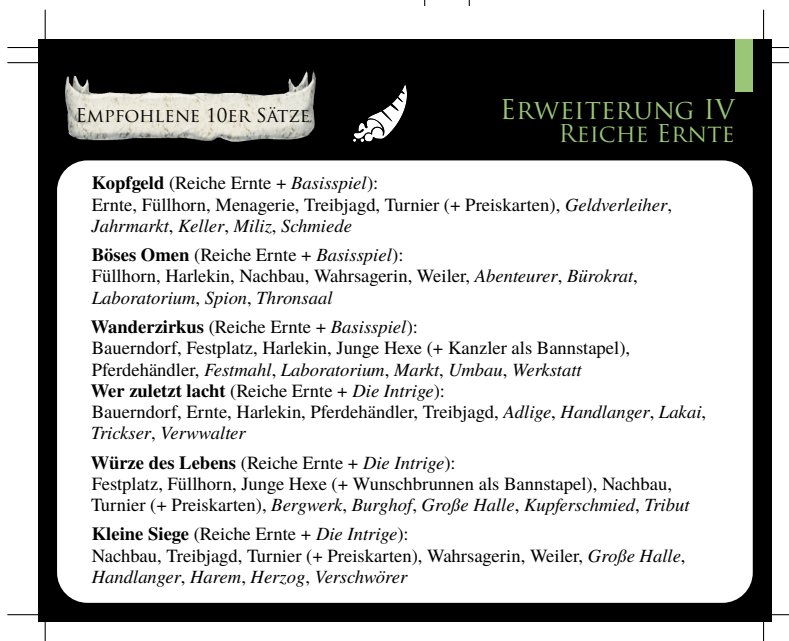 EMPFOHLENE 10ER SÄTZE
ERWEITERUNG IV
REICHE ERNTE
Kopfgeld (Reiche Ernte + Basisspiel):
Ernte, Füllhorn, Menagerie, Treibjagd, Turnier (+ Preiskarten), Geldverleiher,
Jahrmarkt, Keller, Miliz, Schmiede
Böses Omen (Reiche Ernte + Basisspiel):
Füllhorn, Harlekin, Nachbau, Wahrsagerin, Weiler, Abenteurer, Bürokrat,
Laboratorium, Spion, Thronsaal
Wanderzirkus (Reiche Ernte + Basisspiel):
Bauerndorf, Festplatz, Harlekin, Junge Hexe (+ Kanzler als Bannstapel),
Pferdehändler, Festmahl, Laboratorium, Markt, Umbau, Werkstatt
Wer zuletzt lacht (Reiche Ernte + Die Intrige):
Bauerndorf, Ernte, Harlekin, Pferdehändler, Treibjagd, Adlige, Handlanger, Lakai,
Trickser, Verwwalter
Würze des Lebens (Reiche Ernte + Die Intrige):
Festplatz, Füllhorn, Junge Hexe (+ Wunschbrunnen als Bannstapel), Nachbau,
Turnier (+ Preiskarten), Bergwerk, Burghof, Große Halle, Kupferschmied, Tribut
Kleine Siege (Reiche Ernte + Die Intrige):
Nachbau, Treibjagd, Turnier (+ Preiskarten), Wahrsagerin, Weiler, Große Halle,
Handlanger, Harem, Herzog, Verschwörer